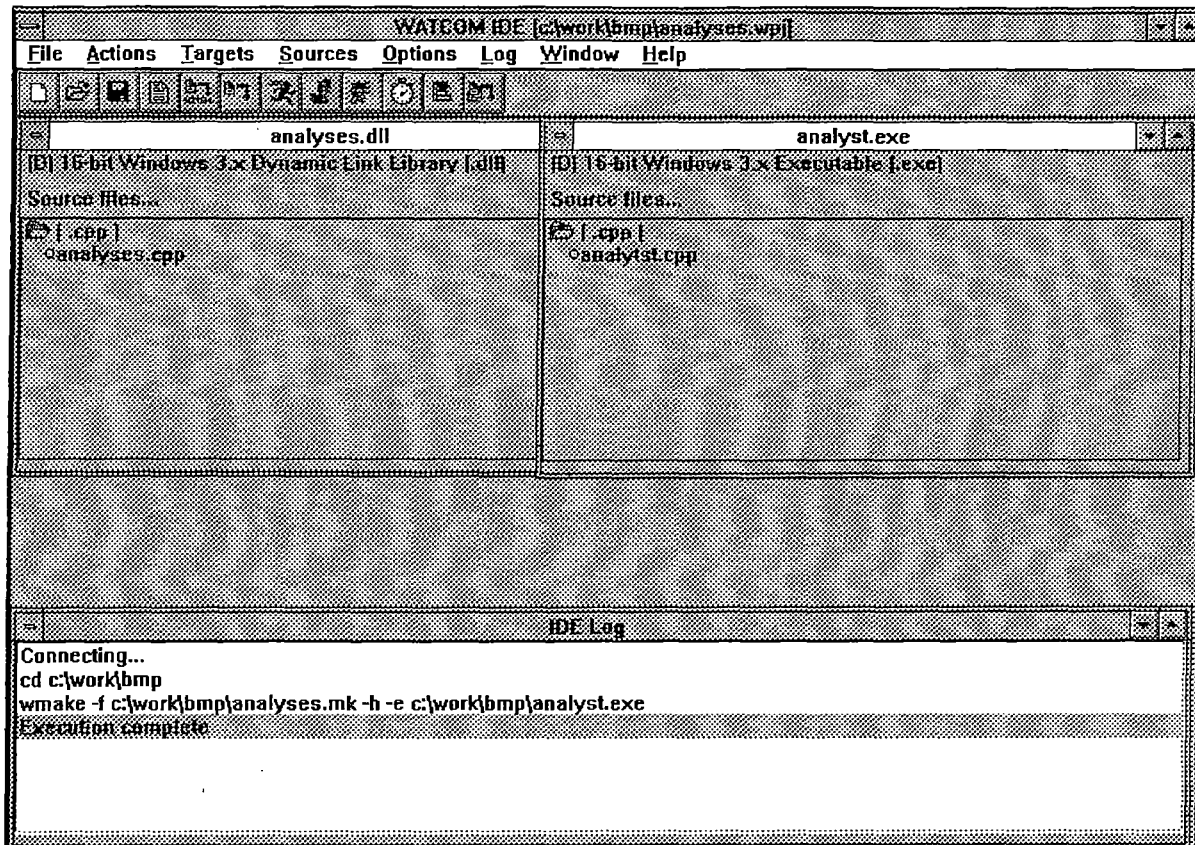 WATCOM IDE [c:\work\bmp\analyses.wpj]
File Actions Targets Sources Options Log Window Help
analyses.dll
[D] 16-bit Windows 3.x Dynamic Link Library [.dll]
Source files...
[ .cpp ]
analyses.cpp
analyst.exe
[D] 16-bit Windows 3.x Executable [.exe]
Source files...
[ .cpp ]
analytst.cpp
IDE Log
Connecting...
cd c:\work\bmp
wmake -f c:\work\bmp\analyses.mk -h -e c:\work\bmp\analyst.exe
Execution complete